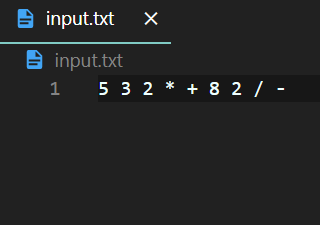 input.txt
input.txt
1 5 3 2 * + 8 2 / -